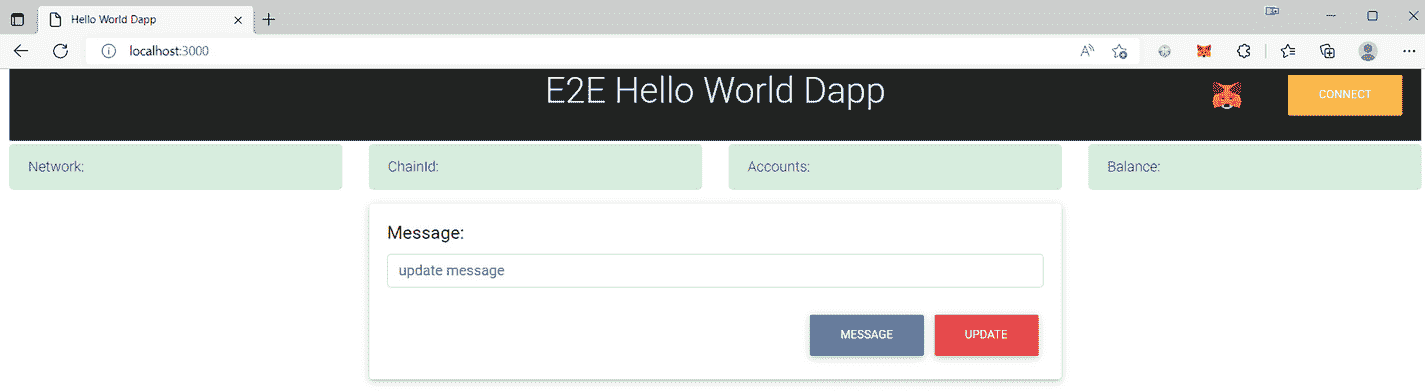 Hello World Dapp
localhost:3000
E2E Hello World Dapp
CONNECT
Network:
ChainId:
Accounts:
Balance:
Message:
update message
MESSAGE
UPDATE